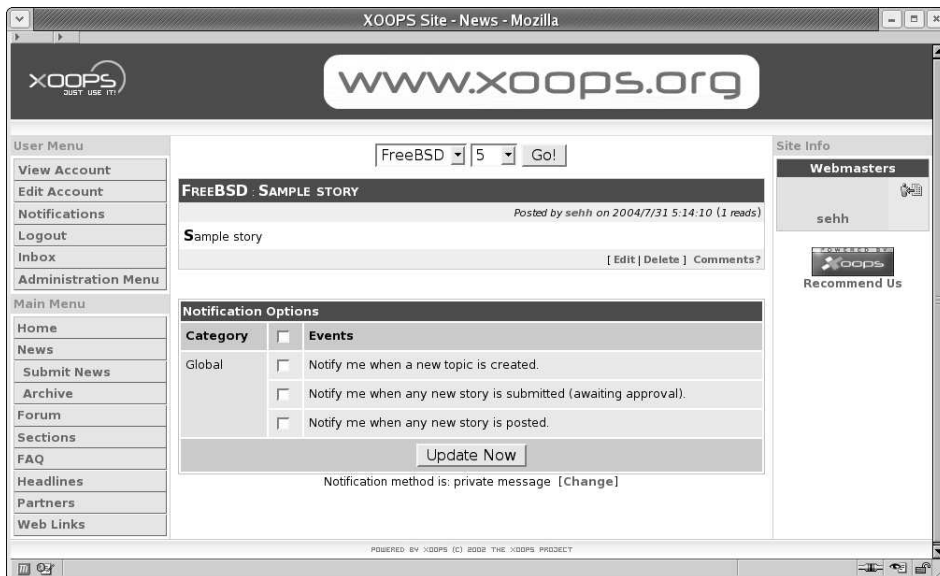 XOOPS Site - News - Mozilla
XOOPS
JUST USE IT!
www.xoops.org
User Menu
View Account
Edit Account
Notifications
Logout
Inbox
Administration Menu
Main Menu
Home
News
Submit News
Archive
Forum
Sections
FAQ
Headlines
Partners
Web Links
FreeBSD 5 Go!
FREEBSD : SAMPLE STORY
Posted by sehh on 2004/7/31 5:14:10 (1 reads)
Sample story
[ Edit | Delete ] Comments?
Notification Options
Category Events
Global Notify me when a new topic is created.
Notify me when any new story is submitted (awaiting approval).
Notify me when any new story is posted.
Update Now
Notification method is: private message [Change]
Site Info
Webmasters
sehh
POWERED BY
Xoops
Recommend Us
POWERED BY XOOPS (C) 2002 THE XOOPS PROJECT